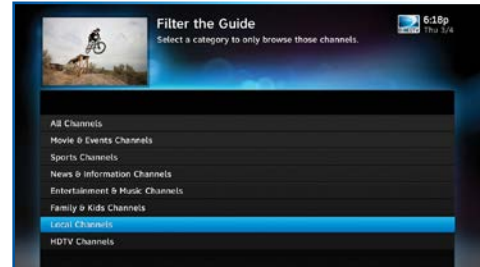 Filter the Guide
Select a category to only browse those channels.
6:18p
Thu 3/4
DIRECTV
All Channels
Movie & Events Channels
Sports Channels
News & Information Channels
Entertainment & Music Channels
Family & Kids Channels
Local Channels
HDTV Channels